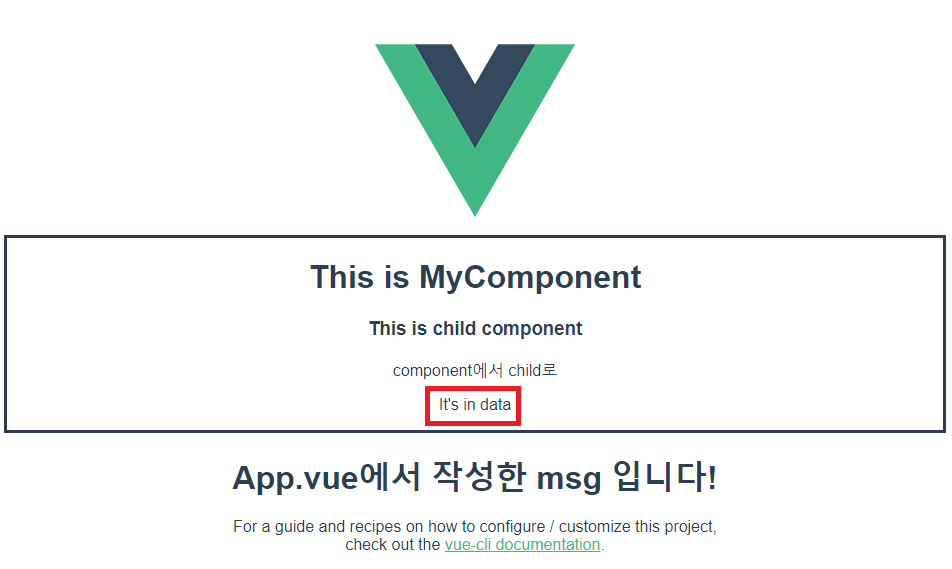 This is MyComponent
This is child component
component에서 child로
It's in data
App.vue에서 작성한 msg 입니다!
For a guide and recipes on how to configure / customize this project,
check out the vue-cli documentation.